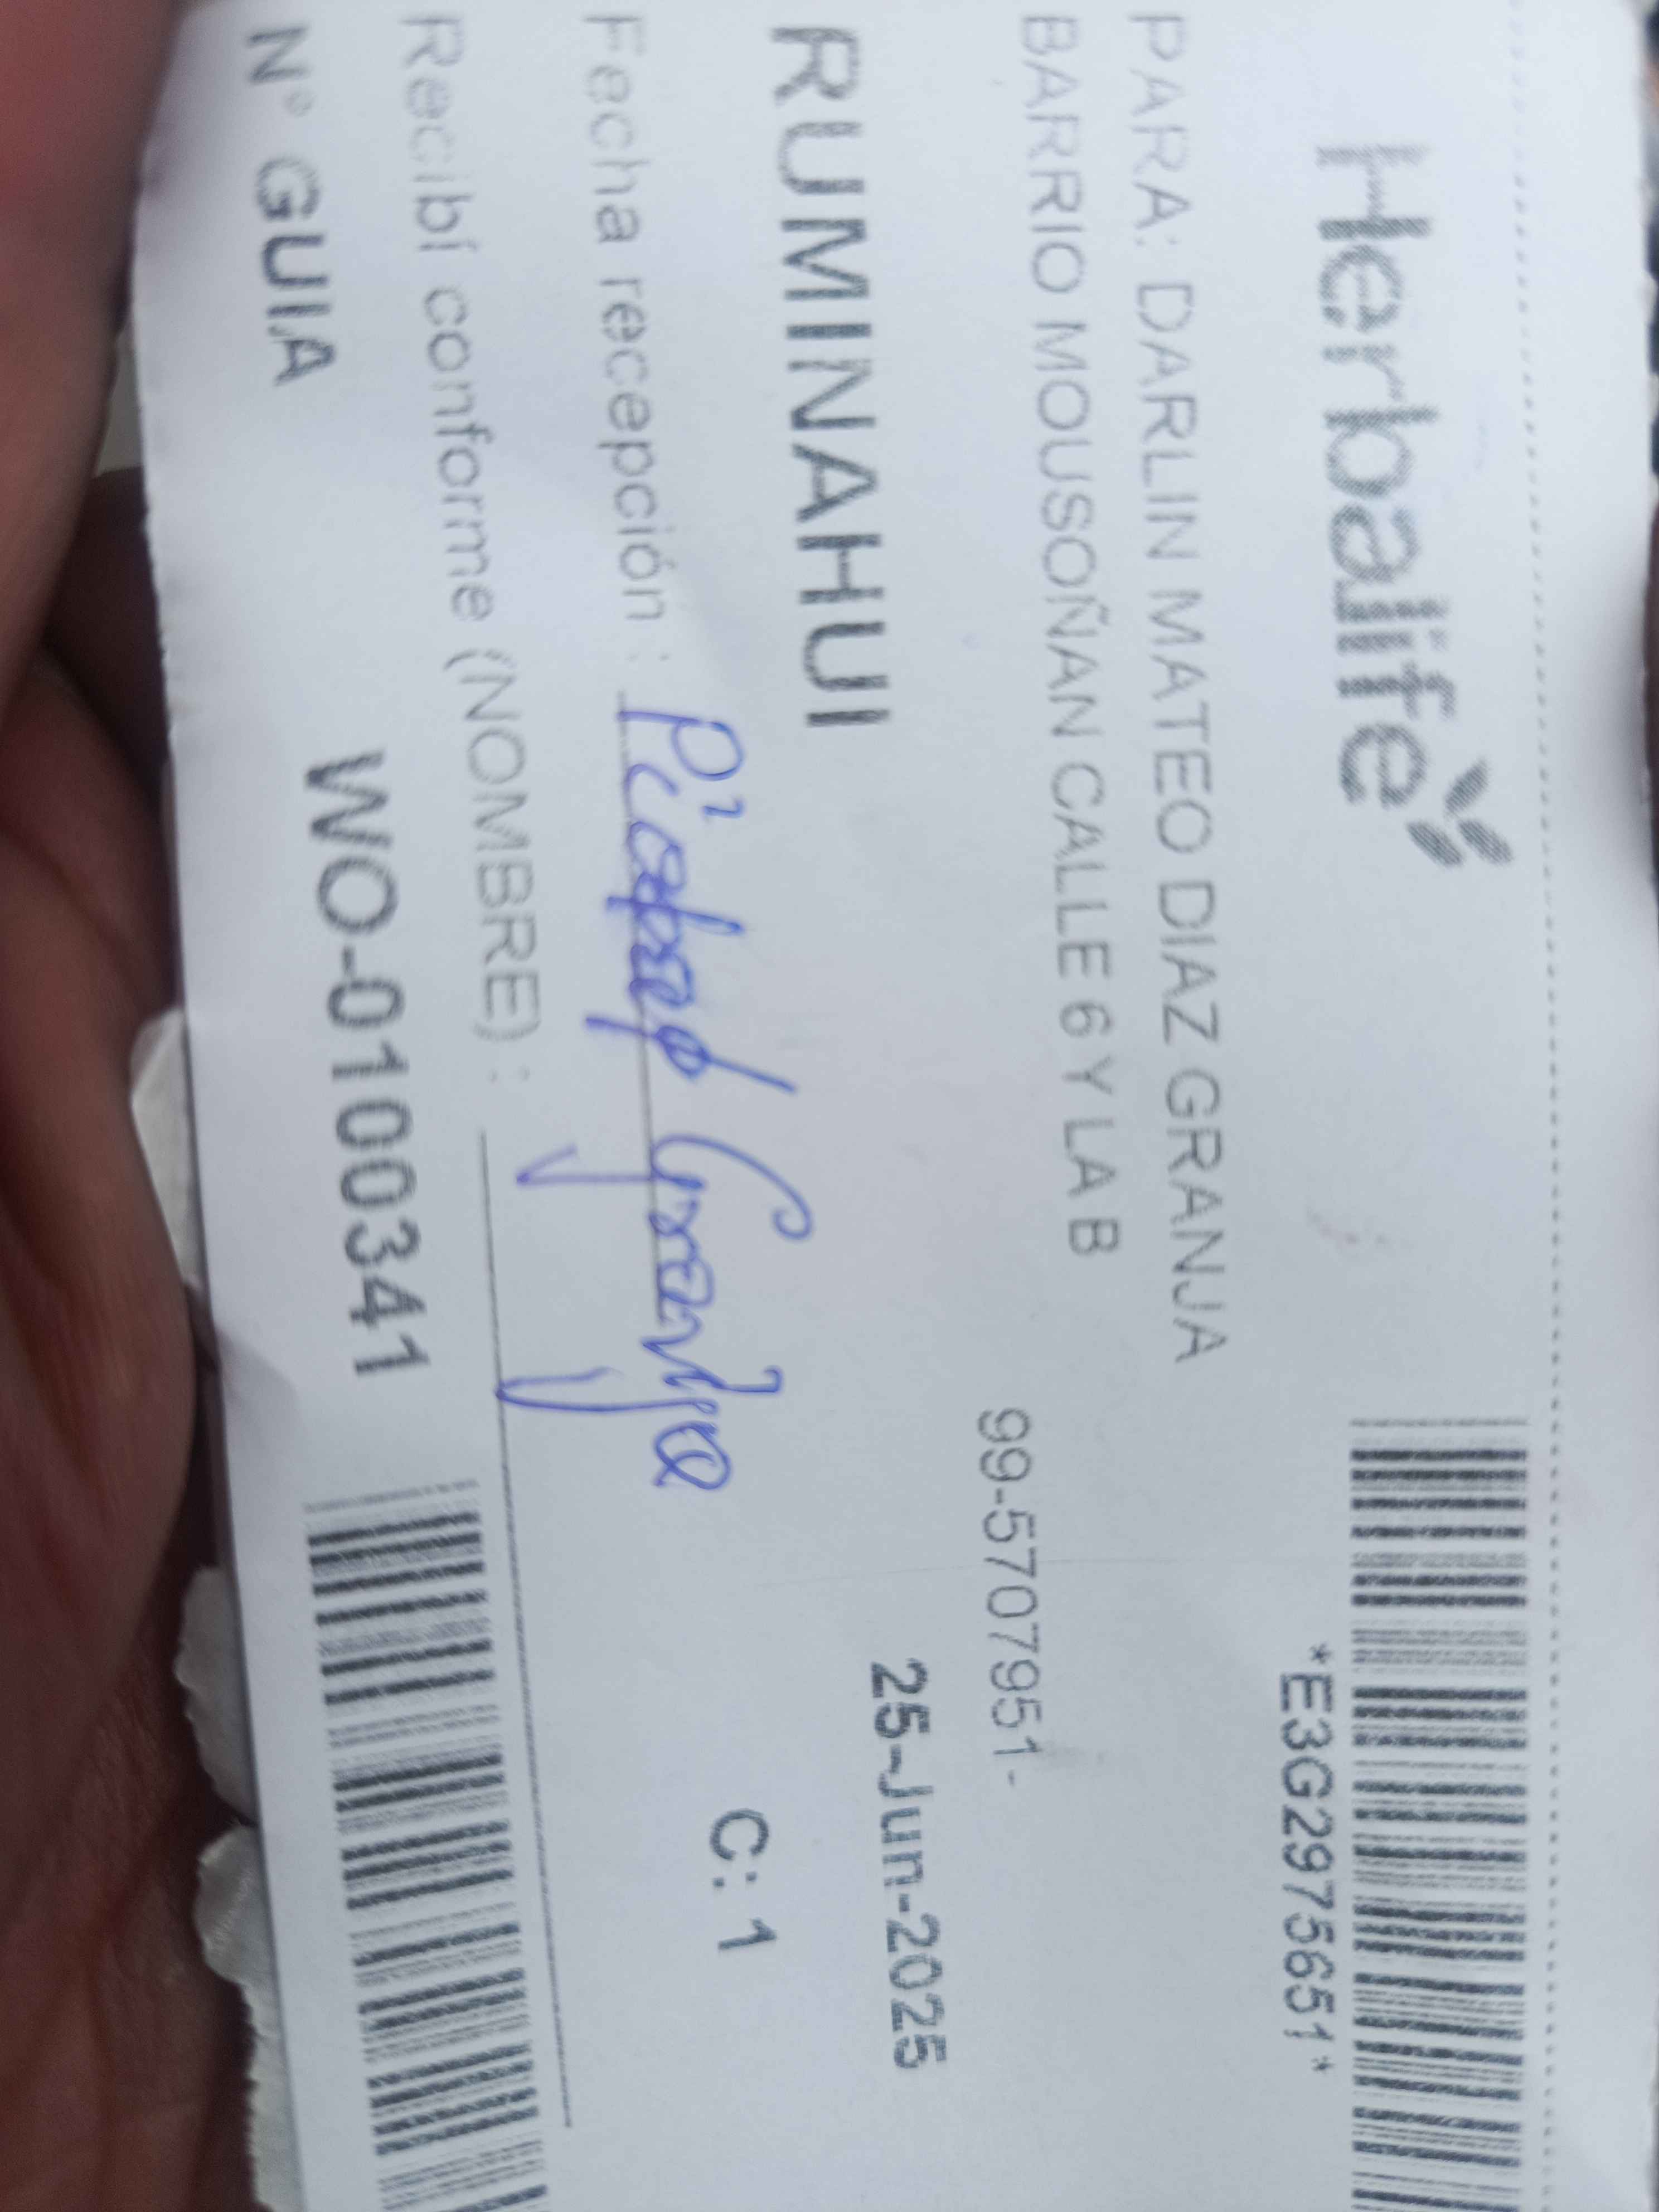 Herbalife
*E3G2975651*
PARA: DARLIN MATEO DIAZ GRANJA
BARRIO MOUSOÑAN CALLE 6 Y LA B
99-5707951-
RUMINAHUI
25-Jun-2025
Fecha recepción : Granja
C: 1
Recibí conforme (NOMBRE) :
N° GUIA WO-0100341